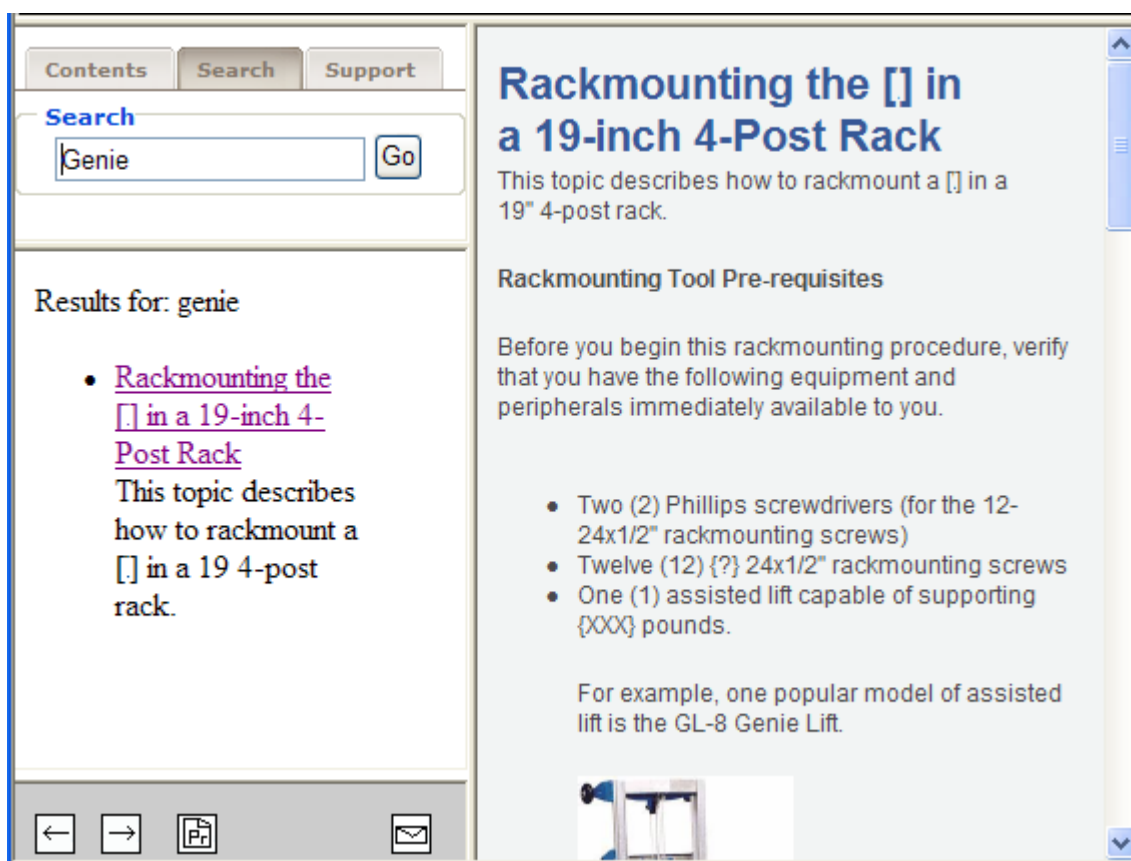 Contents Search Support
Search
Genie Go
Results for: genie
Rackmounting the
[.] in a 19-inch 4-
Post Rack
This topic describes
how to rackmount a
[.] in a 19 4-post
rack.
Pr
Rackmounting the [.] in
a 19-inch 4-Post Rack
This topic describes how to rackmount a [.] in a
19" 4-post rack.
Rackmounting Tool Pre-requisites
Before you begin this rackmounting procedure, verify
that you have the following equipment and
peripherals immediately available to you.
Two (2) Phillips screwdrivers (for the 12-
24x1/2" rackmounting screws)
Twelve (12) {?} 24x1/2" rackmounting screws
One (1) assisted lift capable of supporting
{XXX} pounds.
For example, one popular model of assisted
lift is the GL-8 Genie Lift.